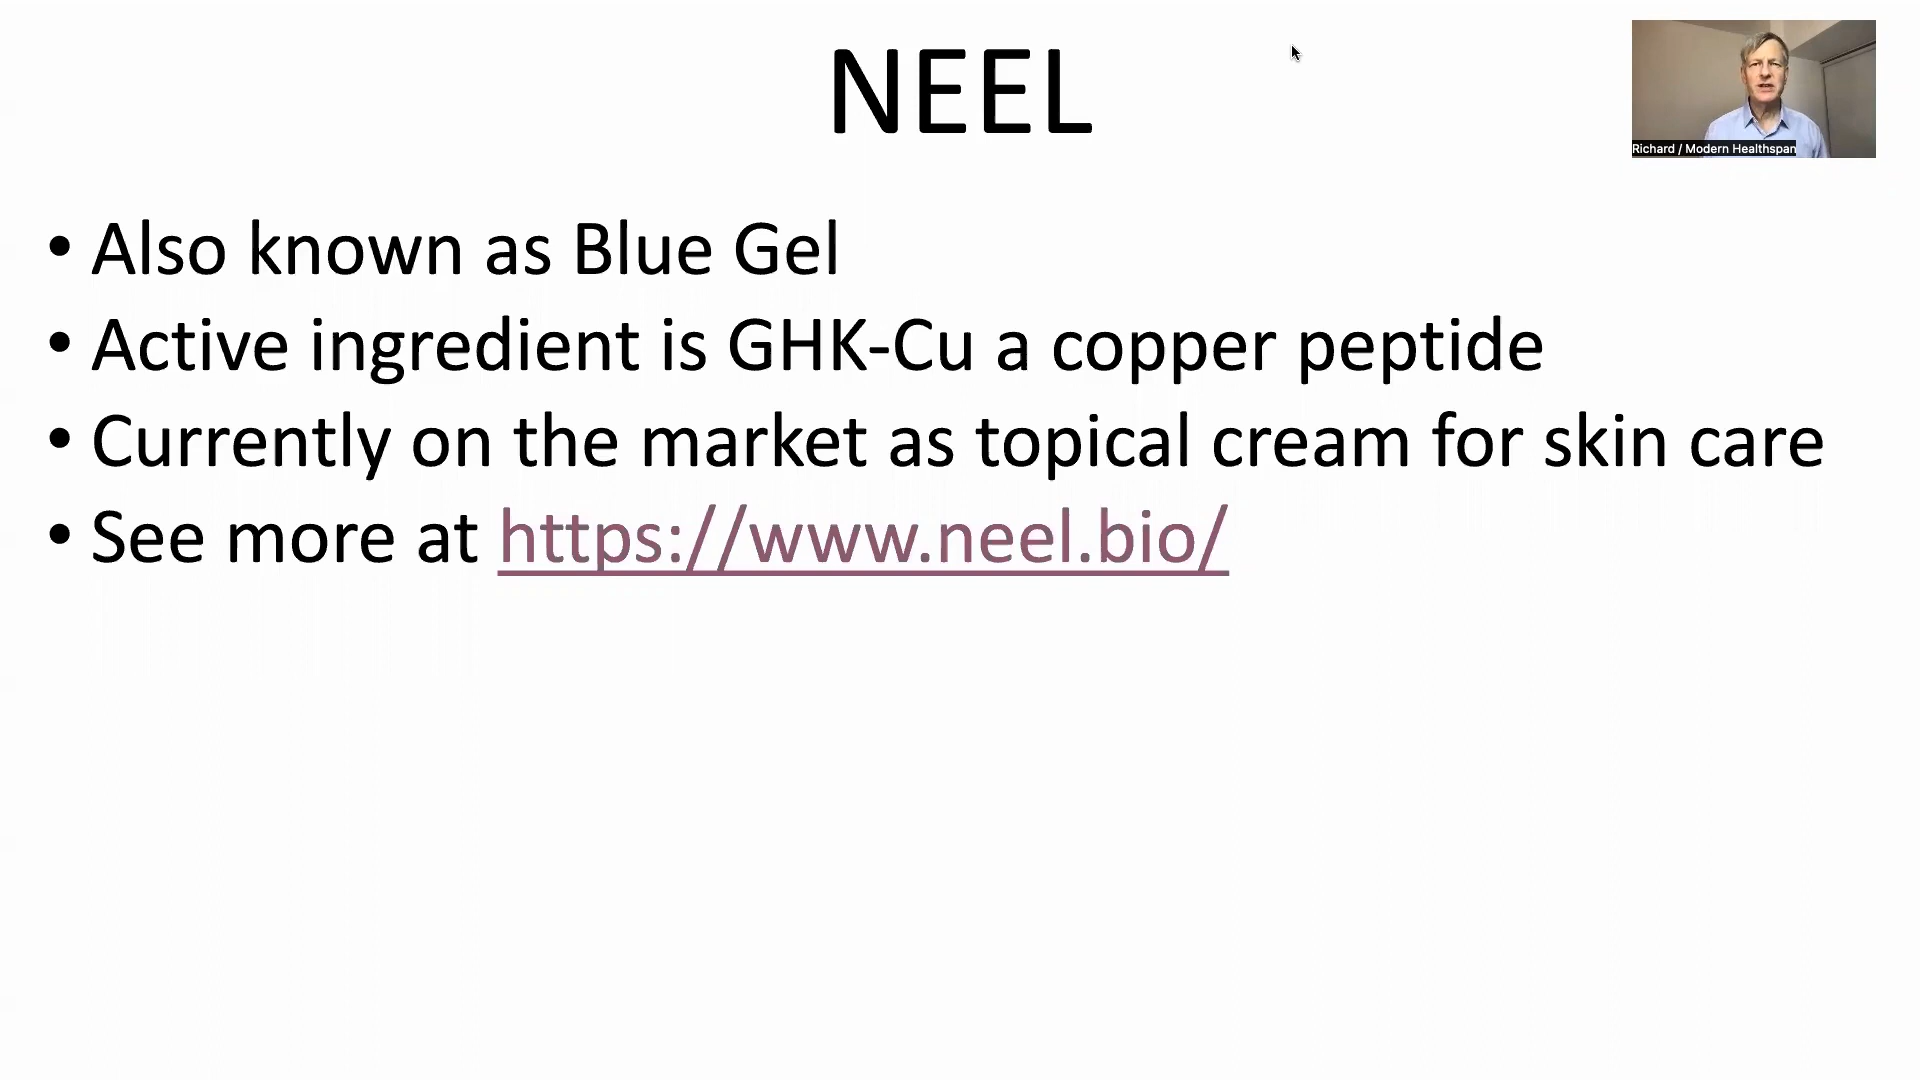 NEEL
Richard / Modern Healthspan
• Also known as Blue Gel
• Active ingredient is GHK-Cu a copper peptide
• Currently on the market as topical cream for skin care
• See more at https://www.neel.bio/